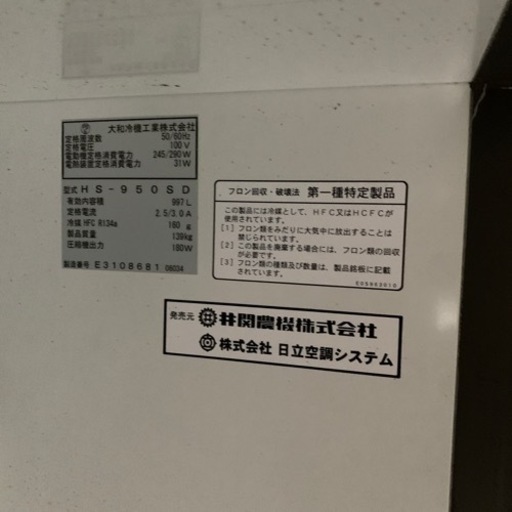 大和冷機工業株式会社
定格周波数 50/60Hz
定格電圧 100V
電動機定格消費電力 245/290W
電熱装置定格消費電力 31W
型式 HS-950SD
有効内容積 997L
定格電流 2.5/3.0A
冷媒 HFC R134a 160g
製品質量 139kg
圧縮機出力 180W
製造番号 E3108681 06034
フロン回収・破壊法 第一種特定製品
この製品には冷媒として、HFC又はHCFCが
使用されています。
[1] フロン類をみだりに大気中に放出することは
禁じられています。
[2] この製品を廃棄する場合には、フロン類の回収
が必要です。
[3] フロン類の種類及び数量は、製品銘板に記載
されています。
発売元 井関農機株式会社
株式会社 日立空調システム